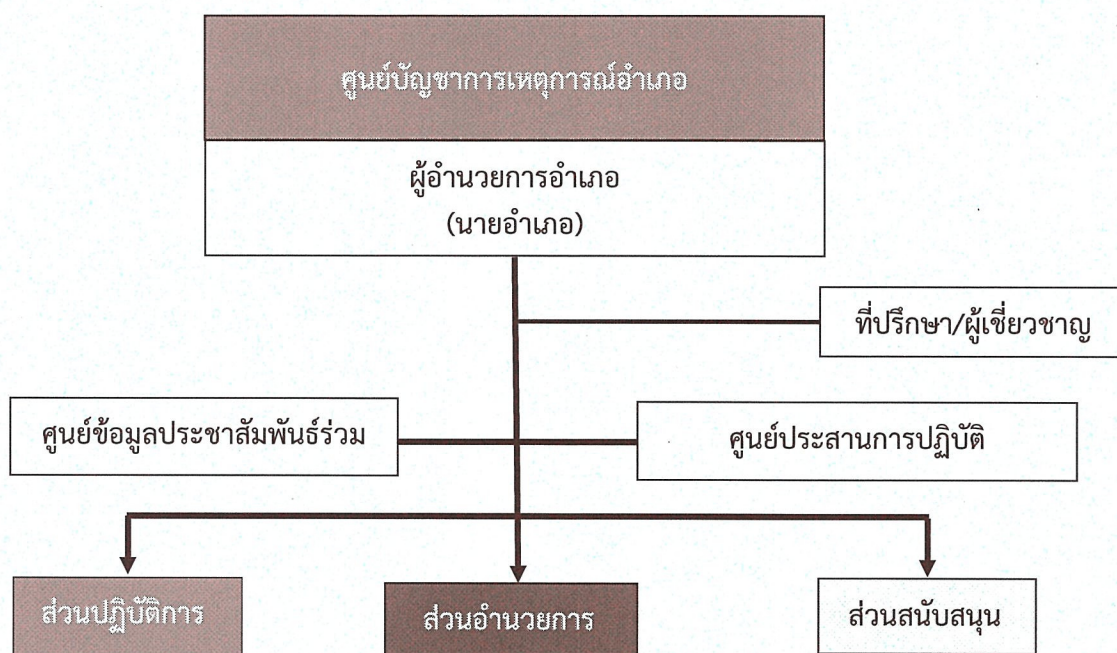 ศูนย์บัญชาการเหตุการณ์อำเภอ
ผู้อำนวยการอำเภอ
(นายอำเภอ)
ที่ปรึกษา/ผู้เชี่ยวชาญ
ศูนย์ข้อมูลประชาสัมพันธ์ร่วม
ศูนย์ประสานการปฏิบัติ
ส่วนปฏิบัติการ
ส่วนอำนวยการ
ส่วนสนับสนุน